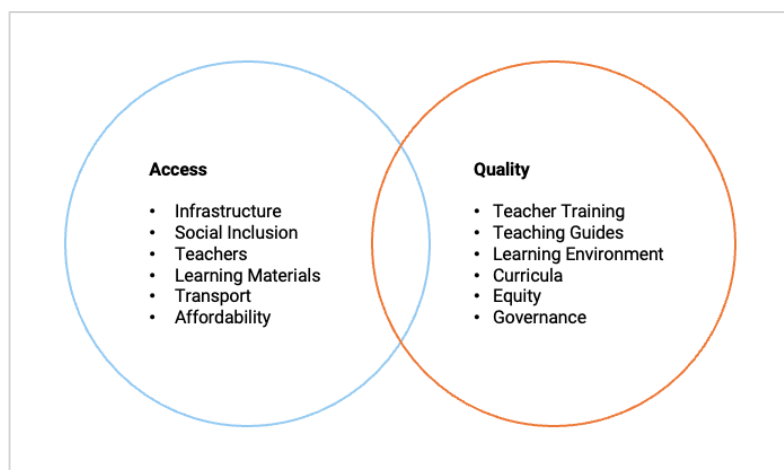 Access
• Infrastructure
• Social Inclusion
• Teachers
• Learning Materials
• Transport
• Affordability
Quality
• Teacher Training
• Teaching Guides
• Learning Environment
• Curricula
• Equity
• Governance